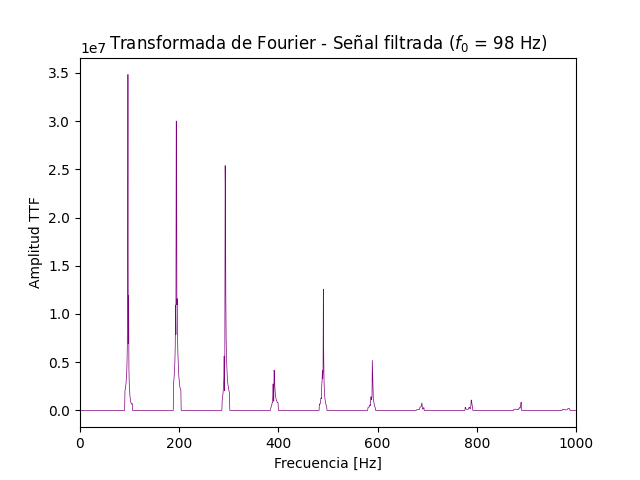 Transformada de Fourier - Señal filtrada (f₀ = 98 Hz)
1e7
3.5
3.0
2.5
2.0
1.5
1.0
0.5
0.0
Amplitud TTF
0 200 400 600 800 1000
Frecuencia [Hz]